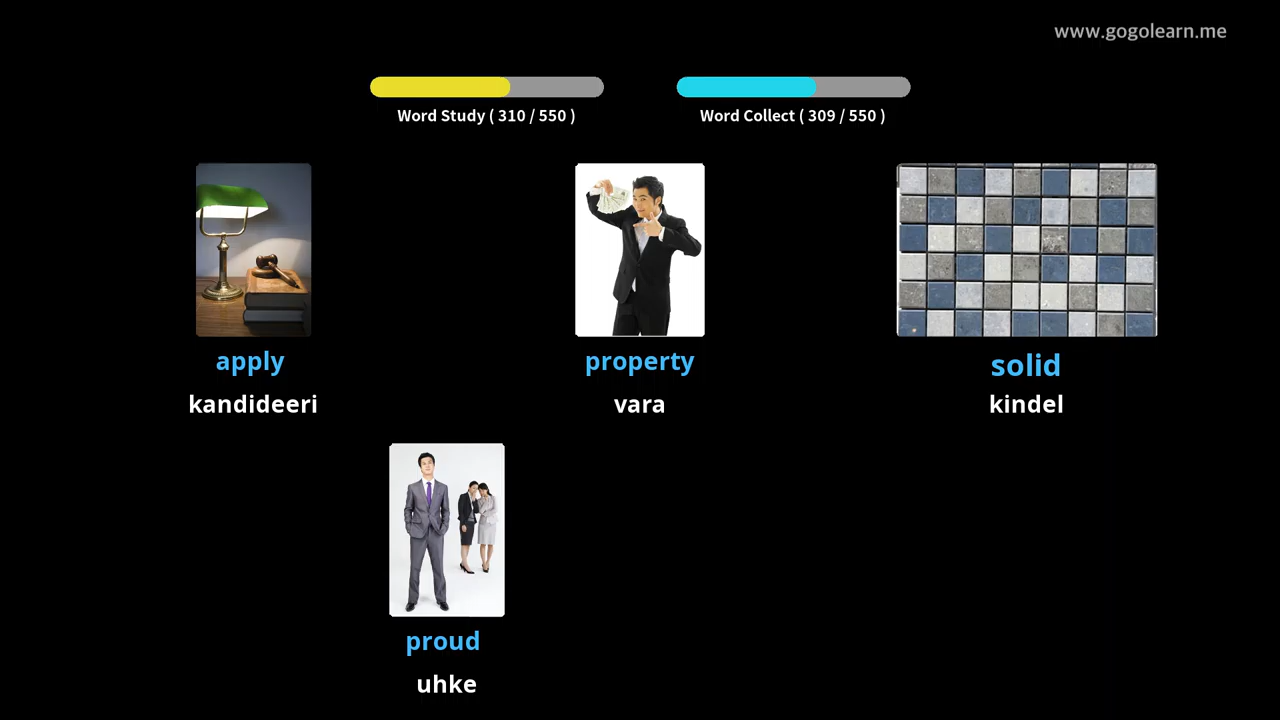 www.gogolearn.me
Word Study ( 310 / 550 )
Word Collect ( 309 / 550 )
apply
property
solid
kandideeri
vara
kindel
proud
uhke